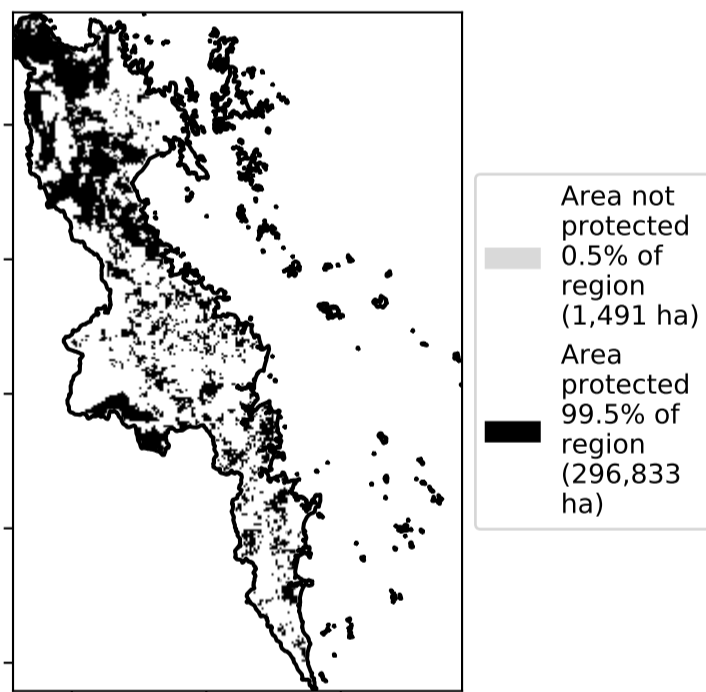 Area not
protected
0.5% of
region
(1,491 ha)
Area
protected
99.5% of
region
(296,833
ha)